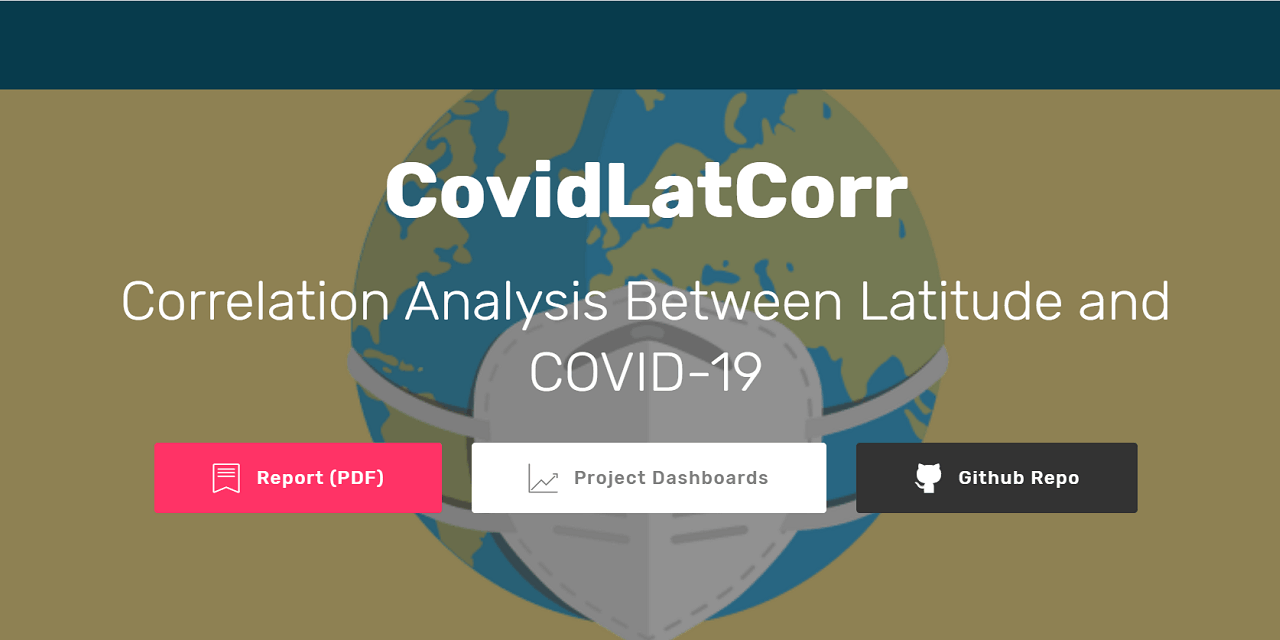 CovidLatCorr
Correlation Analysis Between Latitude and
COVID-19
Report (PDF)
Project Dashboards
Github Repo